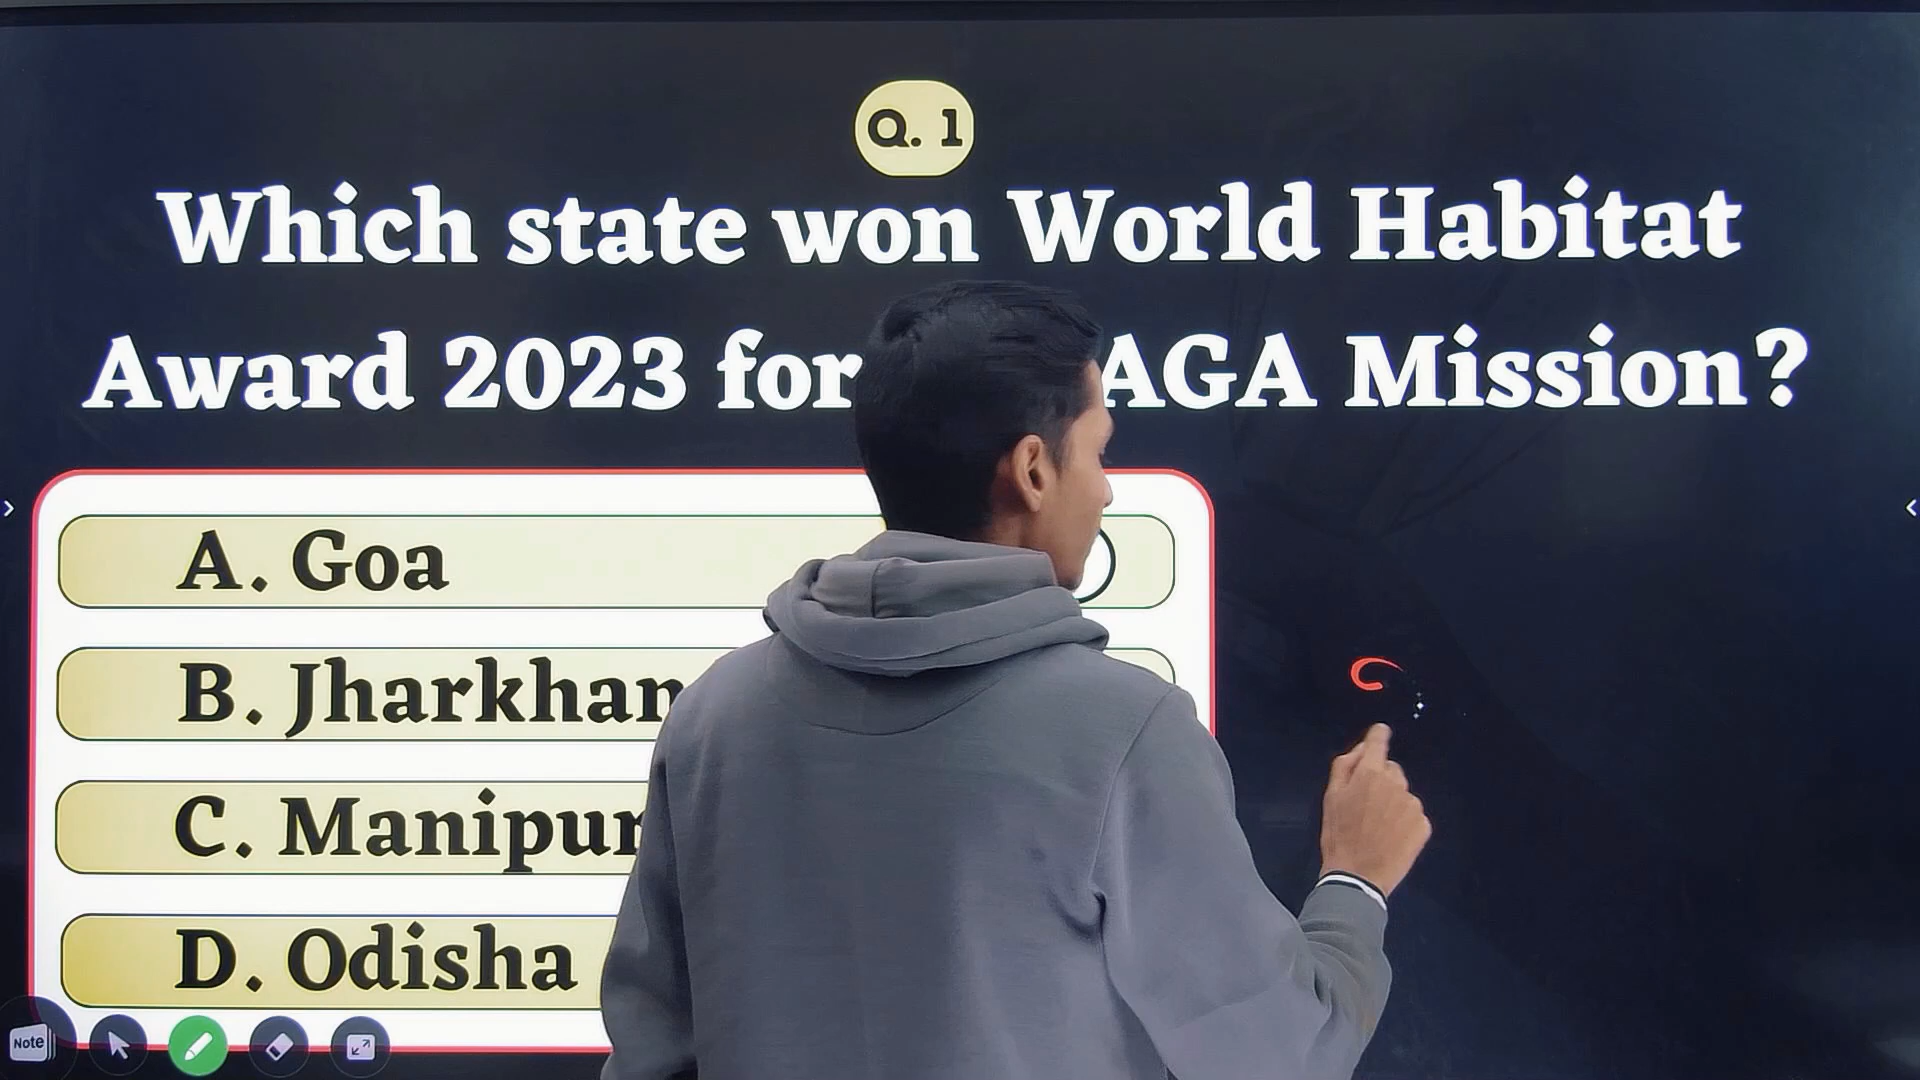 Q. 1
Which state won World Habitat
Award 2023 for AGA Mission?
A. Goa
B. Jharkhan
C. Manipur
D. Odisha
Note